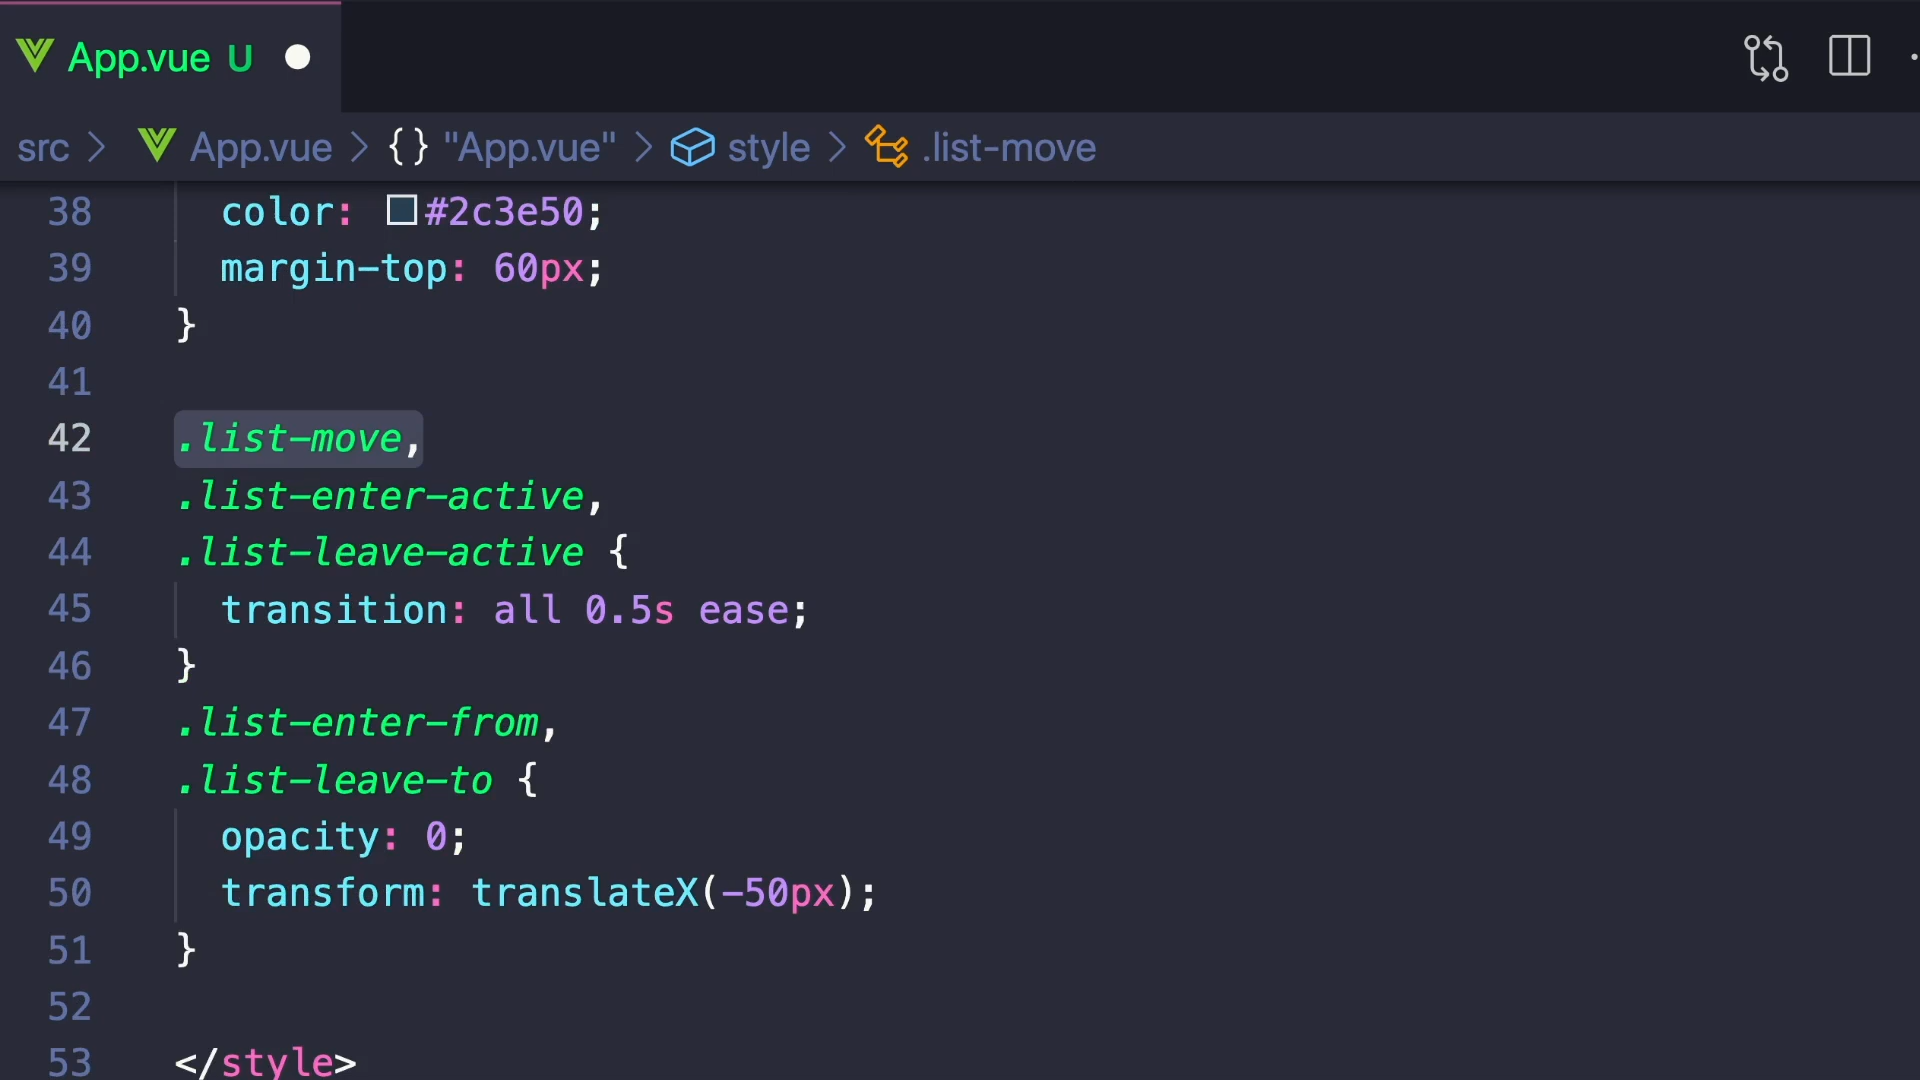 App.vue U
src > App.vue > {} "App.vue" > style > .list-move
38 color: #2c3e50;
39 margin-top: 60px;
40 }
41
42 .list-move,
43 .list-enter-active,
44 .list-leave-active {
45 transition: all 0.5s ease;
46 }
47 .list-enter-from,
48 .list-leave-to {
49 opacity: 0;
50 transform: translateX(-50px);
51 }
52
53 </style>